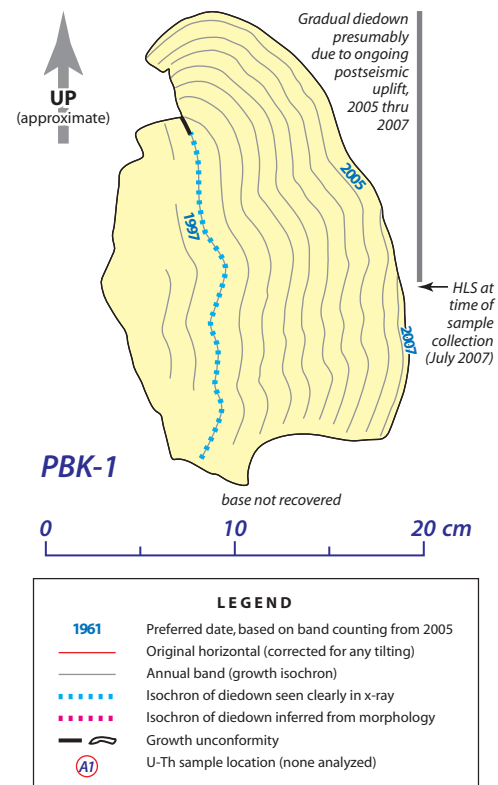 UP
(approximate)
Gradual diedown
presumably
due to ongoing
postseismic
uplift,
2005 thru
2007
2005
1997
HLS at
time of
sample
collection
(July 2007)
2007
PBK-1
base not recovered
0 10 20 cm
LEGEND
1961 Preferred date, based on band counting from 2005
Original horizontal (corrected for any tilting)
Annual band (growth isochron)
Isochron of diedown seen clearly in x-ray
Isochron of diedown inferred from morphology
Growth unconformity
A1 U-Th sample location (none analyzed)